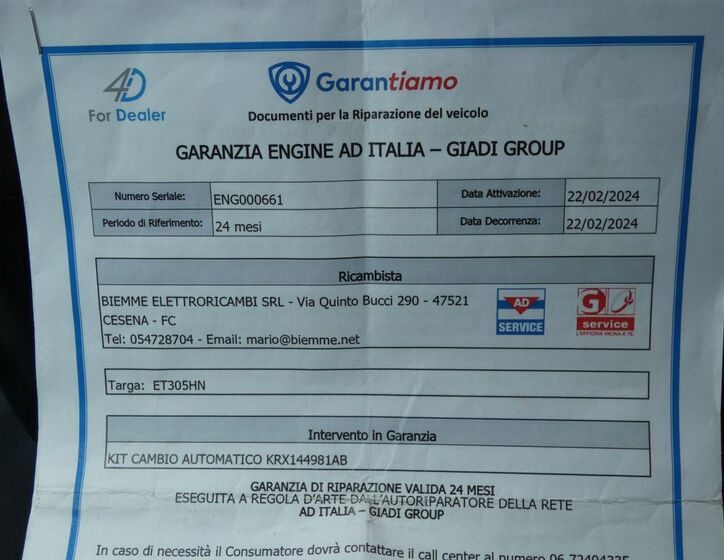 4D
For Dealer
Garantiamo
Documenti per la Riparazione del veicolo
GARANZIA ENGINE AD ITALIA – GIADI GROUP
Numero Seriale: ENG000661 Data Attivazione: 22/02/2024
Periodo di Riferimento: 24 mesi Data Decorrenza: 22/02/2024
Ricambista
BIEMME ELETTRORICAMBI SRL - Via Quinto Bucci 290 - 47521
CESENA - FC
Tel: 054728704 - Email: mario@biemme.net
AD
SERVICE
G
service
L'OFFICINA VICINA A TE
Targa: ET305HN
Intervento in Garanzia
KIT CAMBIO AUTOMATICO KRX144981AB
GARANZIA DI RIPARAZIONE VALIDA 24 MESI
ESEGUITA A REGOLA D'ARTE DALL'AUTORIPARATORE DELLA RETE
AD ITALIA – GIADI GROUP
In caso di necessità il Consumatore dovrà contattare il call center al numero 06